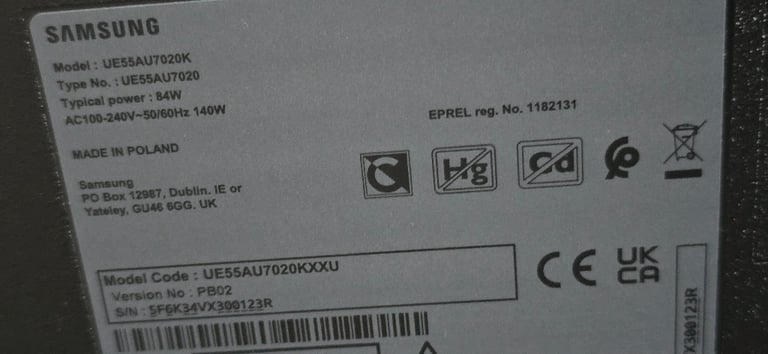 SAMSUNG
Model : UE55AU7020K
Type No. : UE55AU7020
Typical power : 84W
AC100-240V~50/60Hz 140W
EPREL reg. No. 1182131
MADE IN POLAND
Samsung
PO Box 12987, Dublin. IE or
Yateley, GU46 6GG. UK
Hg
Cd
CE
UK
CA
Model Code : UE55AU7020KXXU
Version No : PB02
S/N : 5F6K34VX300123R
X300123R